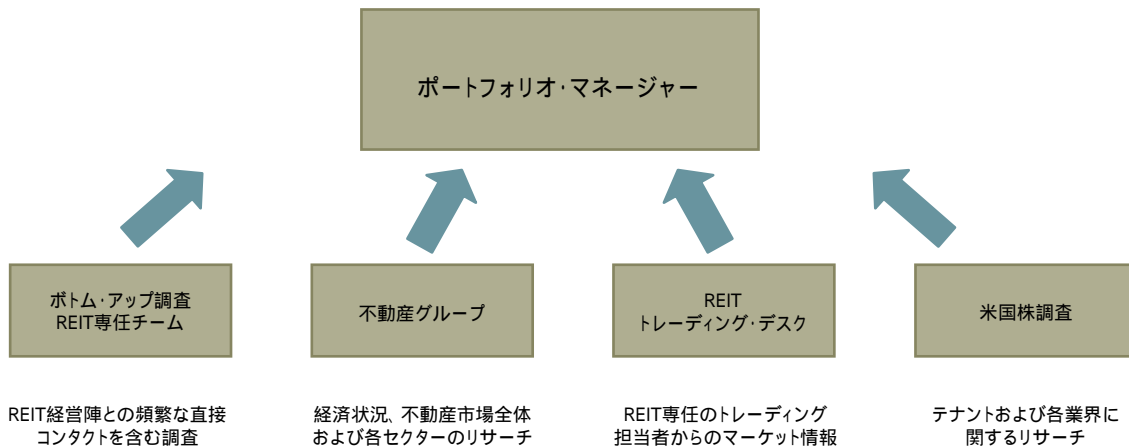 ポートフォリオ・マネージャー
ボトム・アップ調査
REIT専任チーム
不動産グループ
REIT
トレーディング・デスク
米国株調査
REIT経営陣との頻繁な直接
コンタクトを含む調査
経済状況、不動産市場全体
および各セクターのリサーチ
REIT専任のトレーディング
担当者からのマーケット情報
テナントおよび各業界に
関するリサーチ